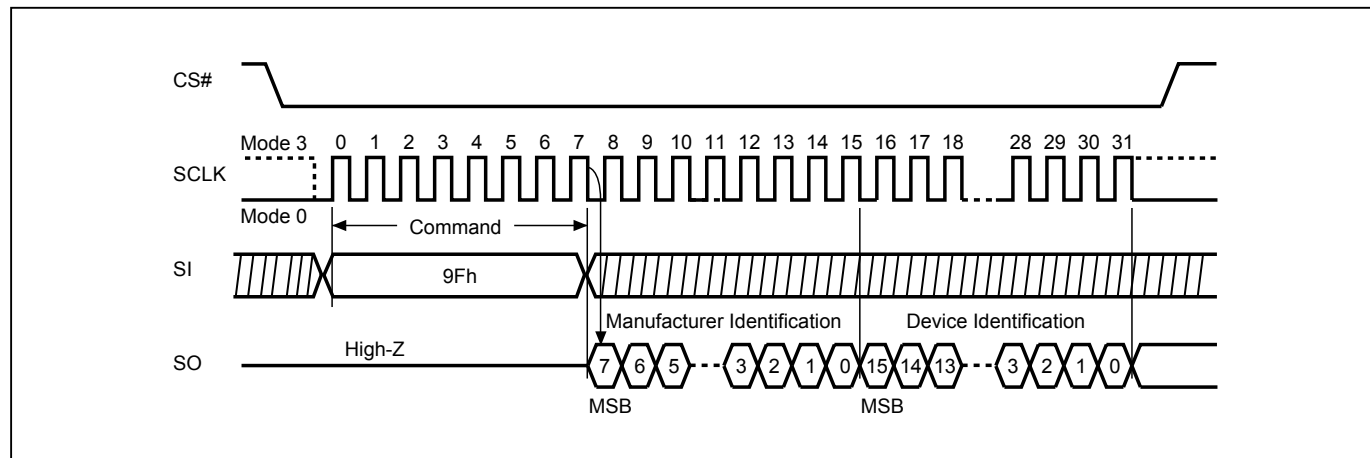 CS#
Mode 3 0 1 2 3 4 5 6 7 8 9 10 11 12 13 14 15 16 17 18 28 29 30 31
SCLK
Mode 0
Command
SI 9Fh
Manufacturer Identification Device Identification
High-Z
SO 7 6 5 3 2 1 0 15 14 13 3 2 1 0
MSB MSB